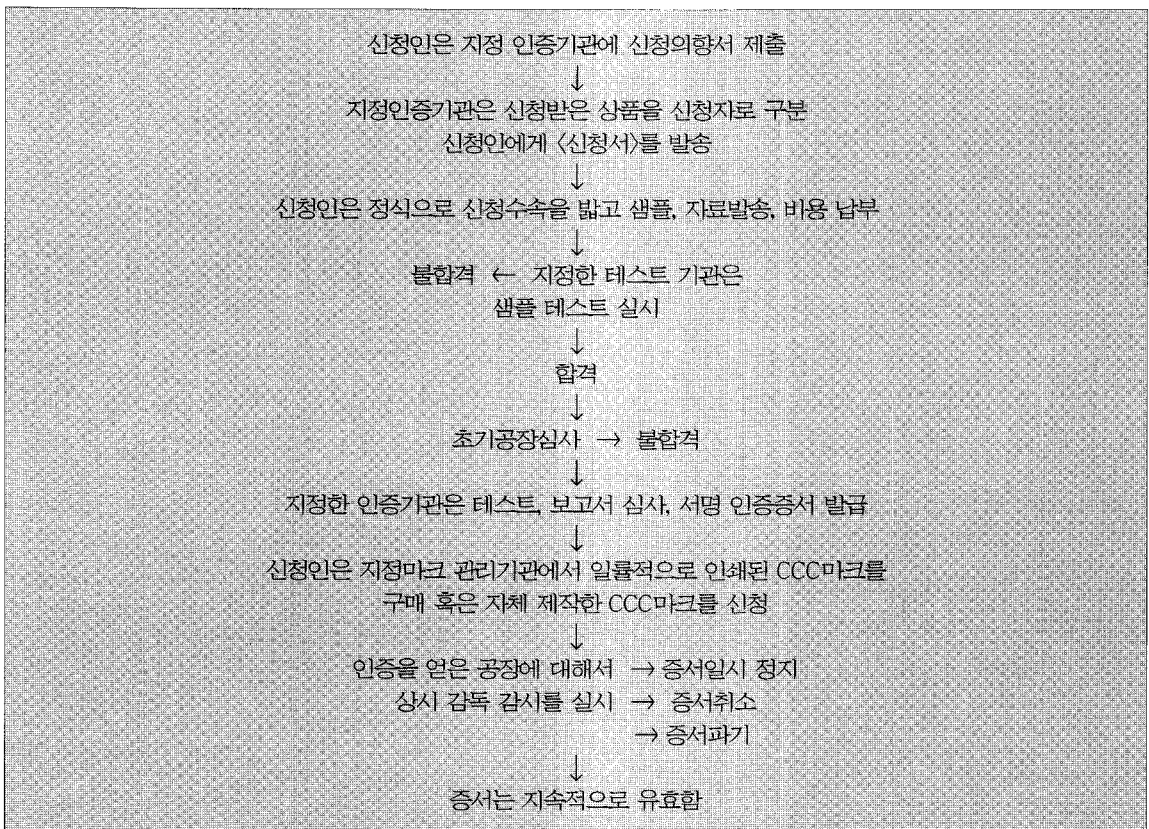 신청인은 지정 인증기관에 신청의향서 제출
↓
지정인증기관은 신청받은 상품을 신청자로 구분
신청인에게 〈신청서〉를 발송
↓
신청인은 정식으로 신청수속을 밟고 샘플, 자료발송, 비용 납부
↓
불합격 ← 지정한 테스트 기관은
샘플 테스트 실시
↓
합격
↓
초기공장심사 → 불합격
↓
지정한 인증기관은 테스트, 보고서 심사, 서명 인증증서 발급
↓
신청인은 지정마크 관리기관에서 일률적으로 인쇄된 CCC마크를
구매 혹은 자체 제작한 CCC마크를 신청
↓
인증을 얻은 공장에 대해서 → 증서일시 정지
상시 감독 감시를 실시 → 증서취소
→ 증서파기
↓
증서는 지속적으로 유효함